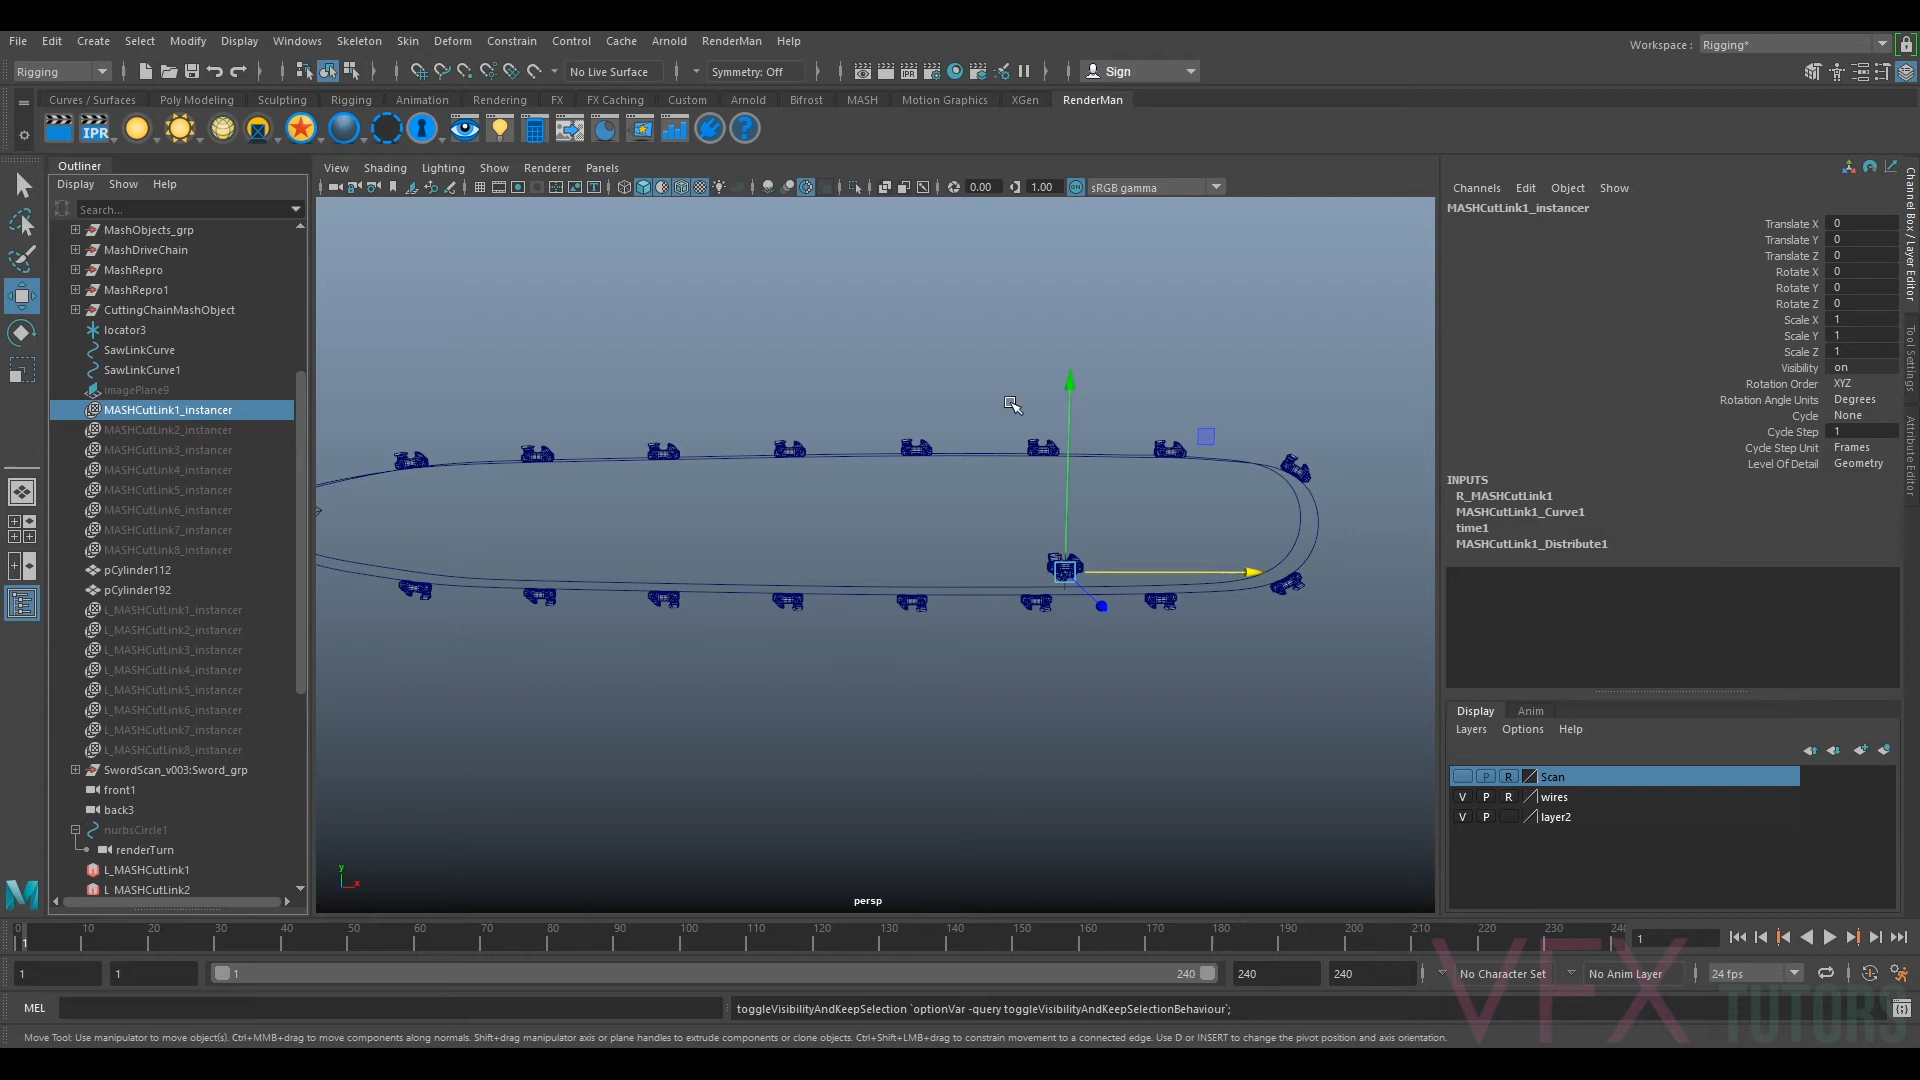 File Edit Create Select Modify Display Windows Skeleton Skin Deform Constrain Control Cache Arnold RenderMan Help
Workspace : Rigging*
Rigging No Live Surface Symmetry: Off Sign
Curves / Surfaces Poly Modeling Sculpting Rigging Animation Rendering FX FX Caching Custom Arnold Bifrost MASH Motion Graphics XGen RenderMan
IPR
Outliner
Display Show Help
Search...
MashObjects_grp
MashDriveChain
MashRepro
MashRepro1
CuttingChainMashObject
locator3
SawLinkCurve
SawLinkCurve1
imagePlane9
MASHCutLink1_instancer
MASHCutLink2_instancer
MASHCutLink3_instancer
MASHCutLink4_instancer
MASHCutLink5_instancer
MASHCutLink6_instancer
MASHCutLink7_instancer
MASHCutLink8_instancer
pCylinder112
pCylinder192
L_MASHCutLink1_instancer
L_MASHCutLink2_instancer
L_MASHCutLink3_instancer
L_MASHCutLink4_instancer
L_MASHCutLink5_instancer
L_MASHCutLink6_instancer
L_MASHCutLink7_instancer
L_MASHCutLink8_instancer
SwordScan_v003:Sword_grp
front1
back3
nurbsCircle1
renderTurn
L_MASHCutLink1
L_MASHCutLink2
View Shading Lighting Show Renderer Panels
0.00 1.00 sRGB gamma
y
x
persp
Channels Edit Object Show
MASHCutLink1_instancer
Translate X 0
Translate Y 0
Translate Z 0
Rotate X 0
Rotate Y 0
Rotate Z 0
Scale X 1
Scale Y 1
Scale Z 1
Visibility on
Rotation Order XYZ
Rotation Angle Units Degrees
Cycle None
Cycle Step 1
Cycle Step Unit Frames
Level Of Detail Geometry
INPUTS
R_MASHCutLink1
MASHCutLink1_Curve1
time1
MASHCutLink1_Distribute1
Channel Box / Layer Editor
Tool Settings
Attribute Editor
Display Anim
Layers Options Help
P R Scan
V P R wires
V P layer2
0 10 20 30 40 50 60 70 80 90 100 110 120 130 140 150 160 170 180 190 200 210 220 230
1
1
1 1 1 240 240 240 No Character Set No Anim Layer 24 fps
MEL toggleVisibilityAndKeepSelection `optionVar -query toggleVisibilityAndKeepSelectionBehaviour`;
Move Tool: Use manipulator to move object(s). Ctrl+MMB+drag to move components along normals. Shift+drag manipulator axis or plane handles to extrude components or clone objects. Ctrl+Shift+LMB+drag to constrain movement to a connected edge. Use D or INSERT to change the pivot position and axis orientation.
VFX TUTORS